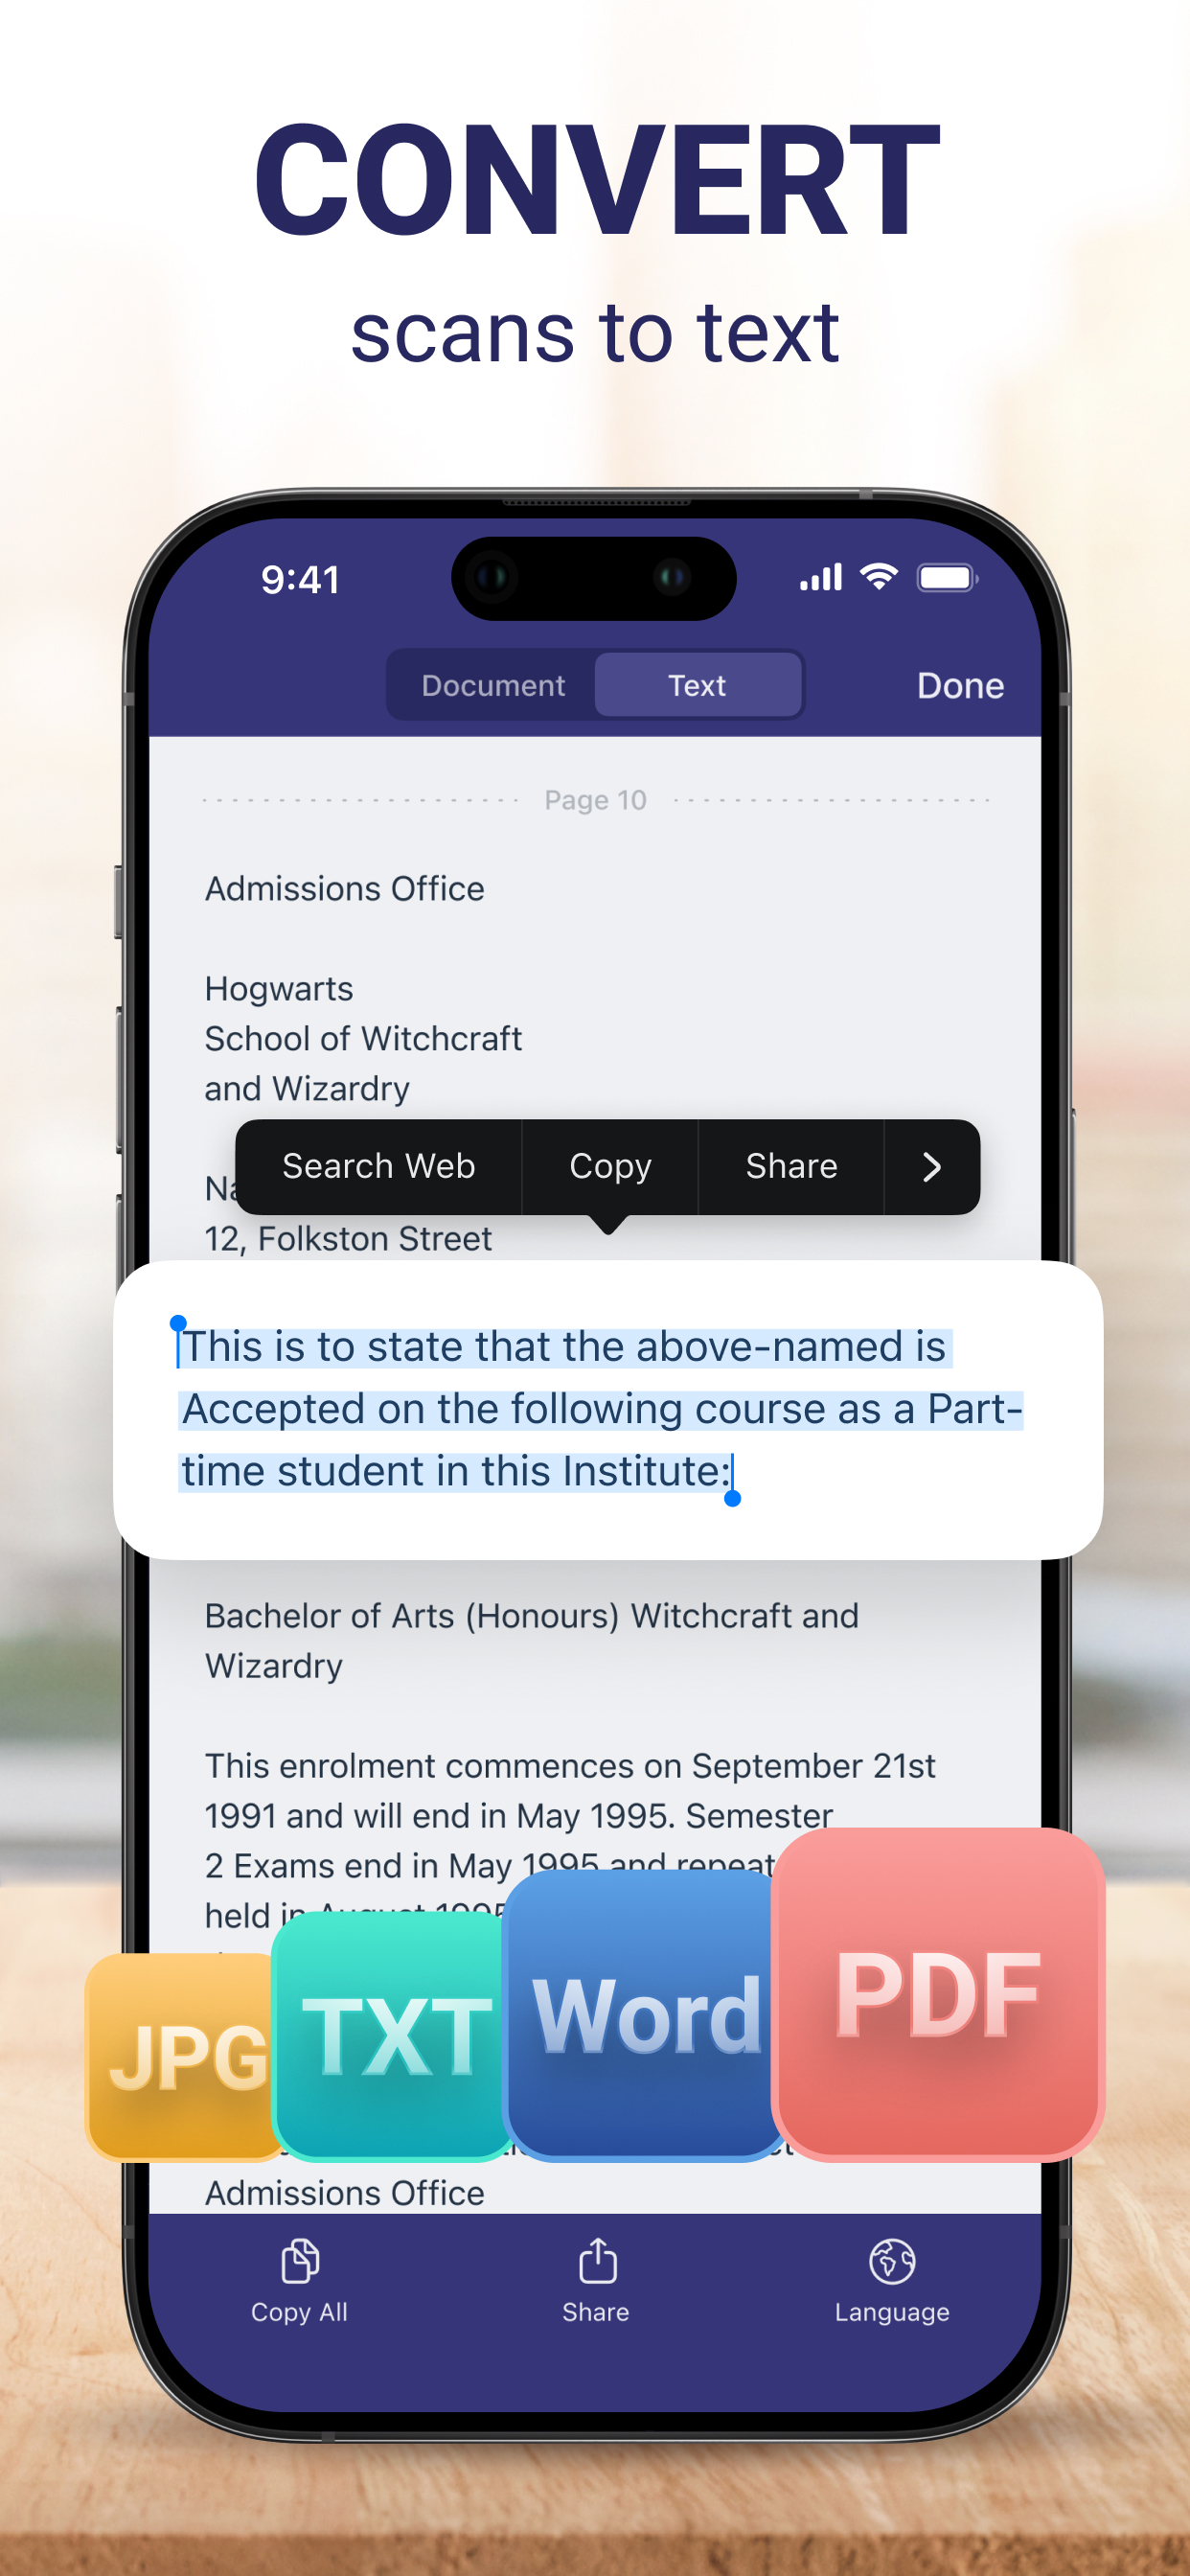 CONVERT
scans to text
9:41
Document Text Done
Page 10
Admissions Office
Hogwarts
School of Witchcraft
and Wizardry
Search Web Copy Share
12, Folkston Street
This is to state that the above-named is
Accepted on the following course as a Part-
time student in this Institute:
Bachelor of Arts (Honours) Witchcraft and
Wizardry
This enrolment commences on September 21st
1991 and will end in May 1995. Semester
2 Exams end in May 1995 and repeat
held in August 1995
JPG TXT Word PDF
Admissions Office
Copy All Share Language